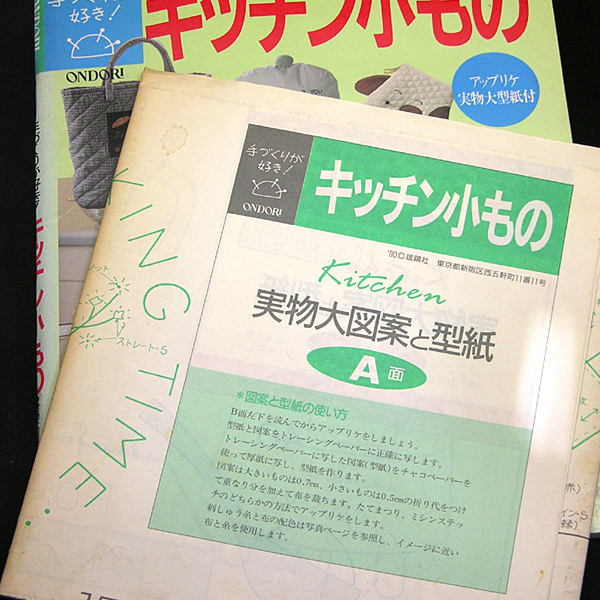 手づくりが
好き!
ONDORI
キッチン小もの
アップリケ
実物大型紙付
手づくりが
好き!
ONDORI
キッチン小もの
'90©雄鶏社 東京都新宿区西五軒町11番11号
Kitchen
実物大図案と型紙
A面
*図案と型紙の使い方
B面左下を読んでからアップリケをしましょう。
型紙と図案をトレーシングペーパーに正確に写します。
トレーシングペーパーに写した図案(型紙)をチャコペーパーを
使って厚紙に写し、型紙を作ります。
図案は大きいものは0.7cm、小さいものは0.5cmの折り代をつけ
て重なり分を加えて布を裁ちます。たてまつり、ミシンステッ
チのどちらかの方法でアップリケをします。
刺しゅう糸と布の配色は写真ページを参照し、イメージに近い
布と糸を使用します。
KING TIME
ストレート・S